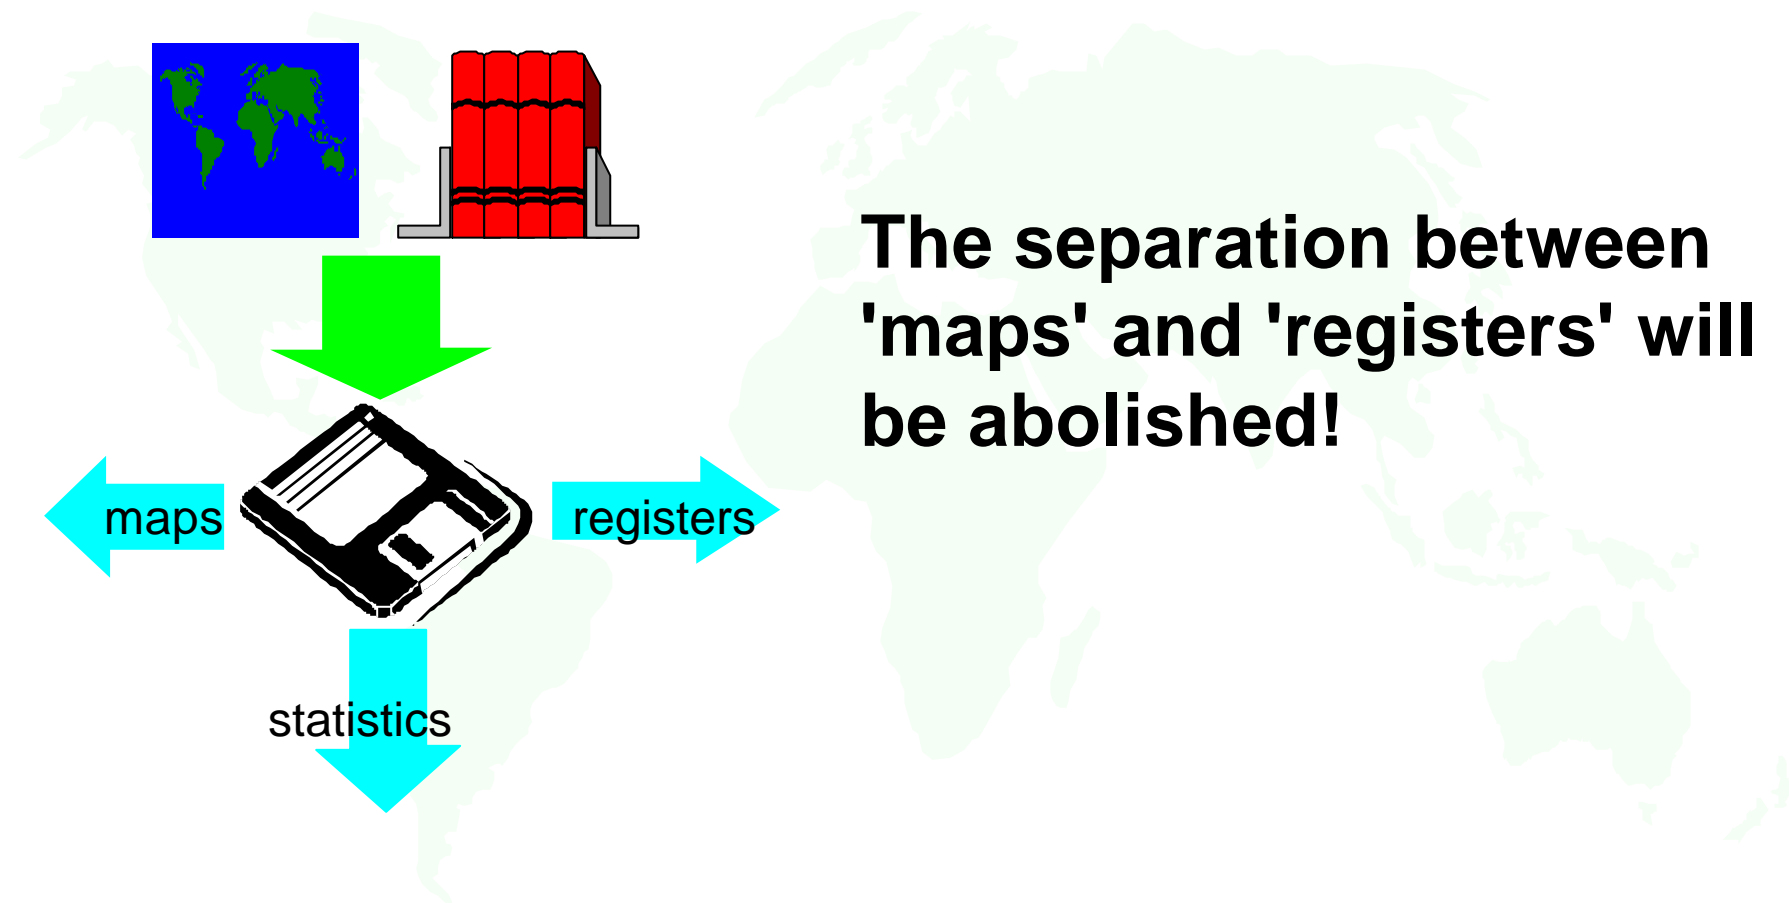 The separation between
'maps' and 'registers' will
be abolished!
maps
registers
statistics